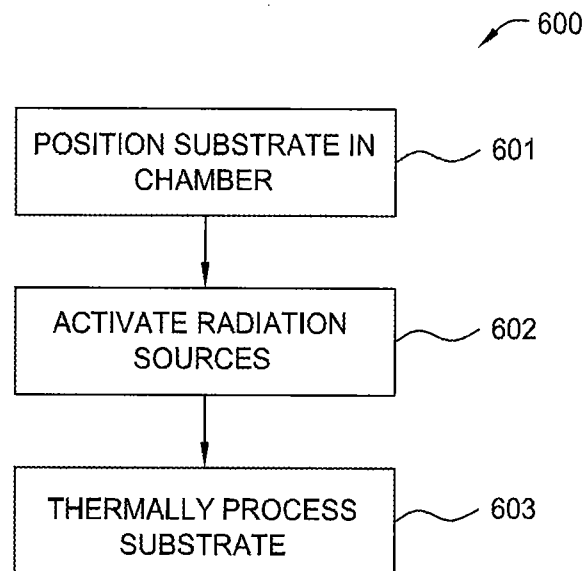 600
POSITION SUBSTRATE IN
CHAMBER
601
ACTIVATE RADIATION
SOURCES
602
THERMALLY PROCESS
SUBSTRATE
603